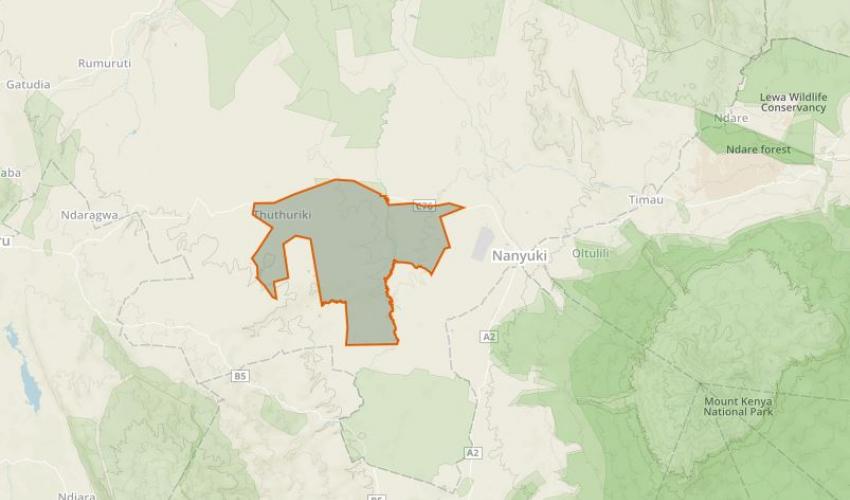 Rumuruti
Gatudia
Lewa Wildlife
Conservancy
Ndare
Ndare forest
aba
Timau
Ndaragwa
Thuthuriki
C76
ru
Nanyuki
Oltulili
A2
B5
Mount Kenya
National Park
A2
Ndiara
B5